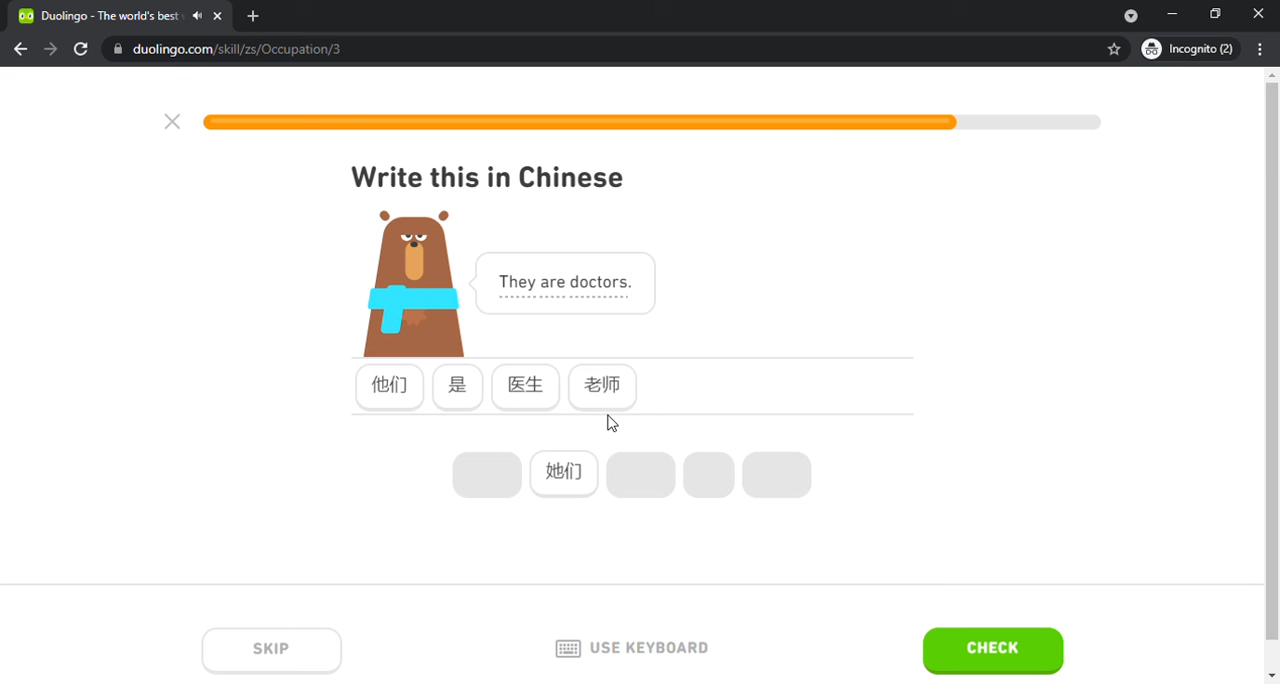 Duolingo - The world's best
duolingo.com/skill/zs/Occupation/3
Incognito (2)
Write this in Chinese
They are doctors.
他们 是 医生 老师
她们
SKIP
USE KEYBOARD
CHECK